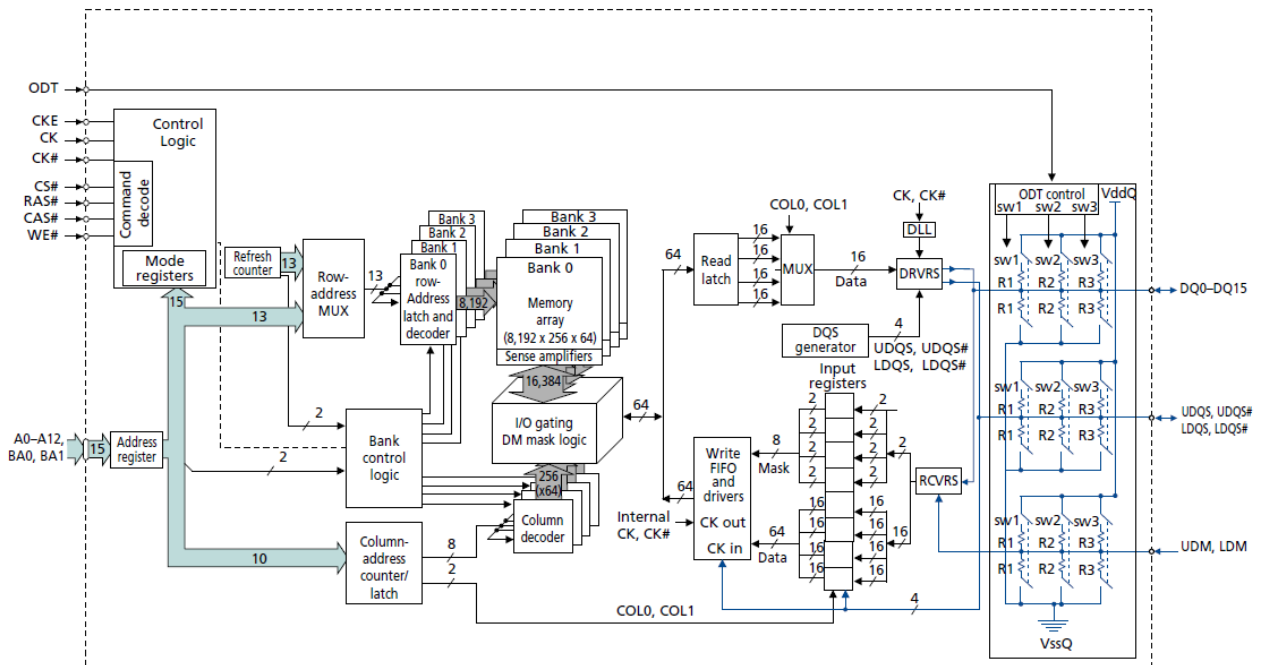 ODT
CKE
CK
CK#
CS#
RAS#
CAS#
WE#
Control
Logic
Command
decode
Mode
registers
15
Refresh
counter
13
13
Row-
address
MUX
13
2
2
A0–A12,
BA0, BA1
15
Address
register
10
Bank
control
logic
Column-
address
counter/
latch
8
2
Bank 3
Bank 2
Bank 1
Bank 0
row-
Address
latch and
decoder
8,192
Bank 3
Bank 2
Bank 1
Bank 0
Memory
array
(8,192 x 256 x 64)
Sense amplifiers
16,384
I/O gating
DM mask logic
256
(x64)
Column
decoder
64
64
64
Read
latch
16
16
16
16
COL0, COL1
MUX
16
Data
CK, CK#
DLL
DRVRS
DQS
generator
4
UDQS, UDQS#
LDQS, LDQS#
Input
registers
2
2
2
2
2
2
2
2
2
8
Mask
Write
FIFO
and
drivers
CK out
CK in
Internal
CK, CK#
64
Data
16
16
16
16
16
16
16
16
16
RCVRS
COL0, COL1
4
ODT control
VddQ
sw1 sw2 sw3
sw1 sw2 sw3
R1 R2 R3
R1 R2 R3
DQ0–DQ15
sw1 sw2 sw3
R1 R2 R3
R1 R2 R3
UDQS, UDQS#
LDQS, LDQS#
sw1 sw2 sw3
R1 R2 R3
R1 R2 R3
UDM, LDM
VssQ